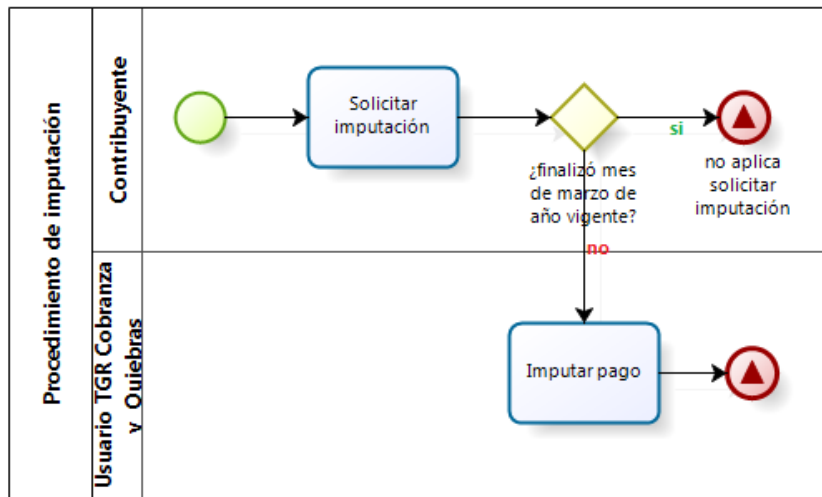 Procedimiento de imputación
Contribuyente
Solicitar
imputación
¿finalizó mes
de marzo de
año vigente?
si
no aplica
solicitar
imputación
no
Usuario TGR Cobranza
y Quiebras
Imputar pago